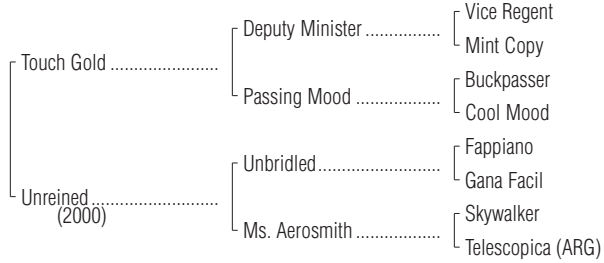 Vice Regent
Deputy Minister ..................
Mint Copy
Touch Gold ........................
Buckpasser
Passing Mood ....................
Cool Mood
Fappiano
Unbridled............................
Gana Facil
Unreined ............................
(2000)
Skywalker
Ms. Aerosmith ...................
Telescopica (ARG)